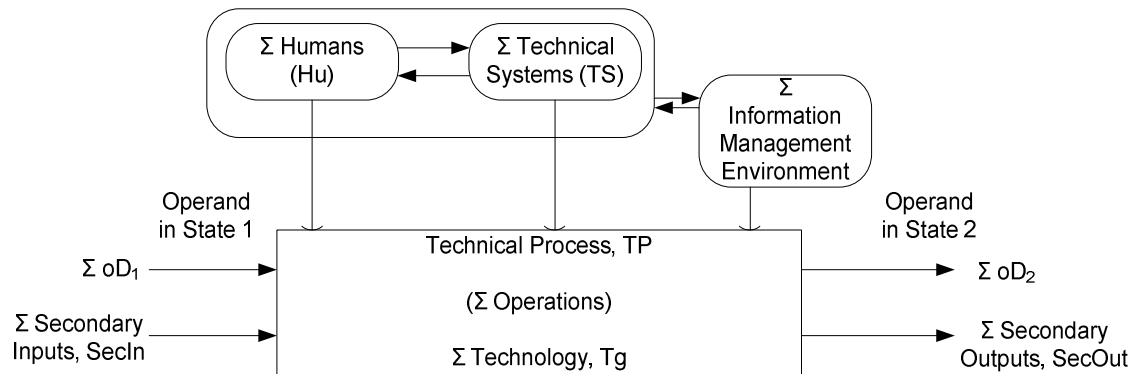 Σ Humans
(Hu)
Σ Technical
Systems (TS)
Σ
Information
Management
Environment
Operand
in State 1
Operand
in State 2
Technical Process, TP
Σ oD₁
Σ oD₂
(Σ Operations)
Σ Secondary
Inputs, SecIn
Σ Secondary
Outputs, SecOut
Σ Technology, Tg